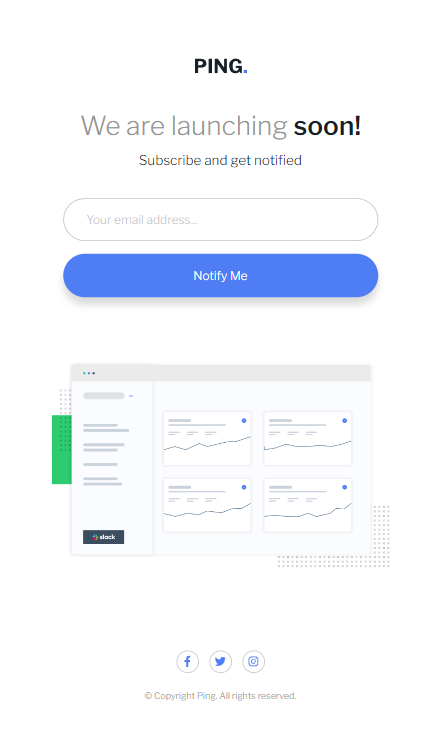 PING.
We are launching soon!
Subscribe and get notified
Your email address...
Notify Me
slack
© Copyright Ping. All rights reserved.